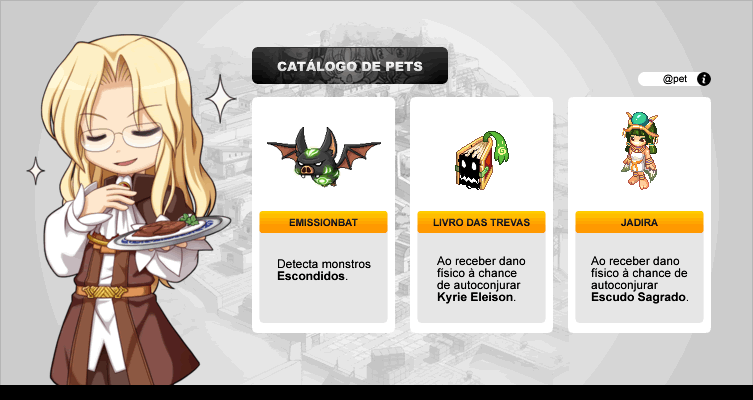 CATÁLOGO DE PETS
@pet
i
EMISSIONBAT
Detecta monstros
Escondidos.
LIVRO DAS TREVAS
Ao receber dano
físico à chance
de autoconjurar
Kyrie Eleison.
JADIRA
Ao receber dano
físico à chance de
autoconjurar
Escudo Sagrado.